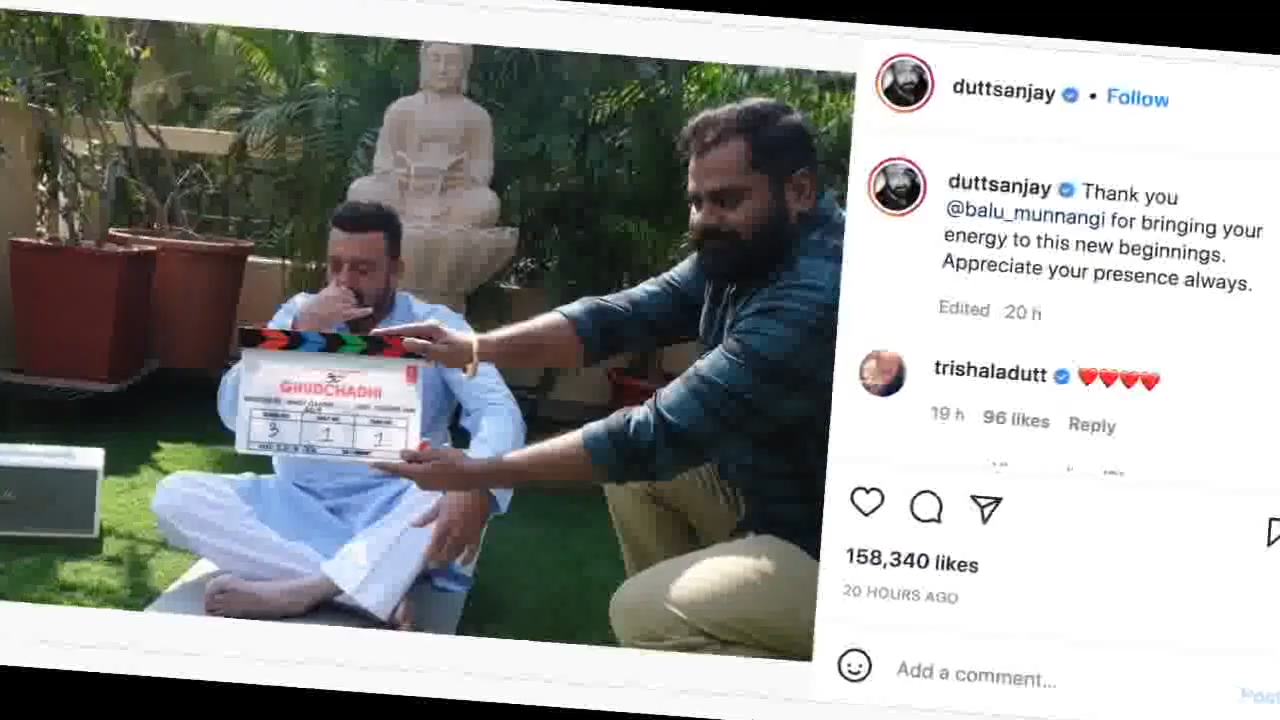 GHUDCHADHI
3 1 1
duttsanjay • Follow
duttsanjay Thank you
@balu_munnangi for bringing your
energy to this new beginnings.
Appreciate your presence always.
Edited 20 h
trishaladutt ❤️❤️❤️❤️
19 h 96 likes Reply
158,340 likes
20 HOURS AGO
Add a comment...
Post